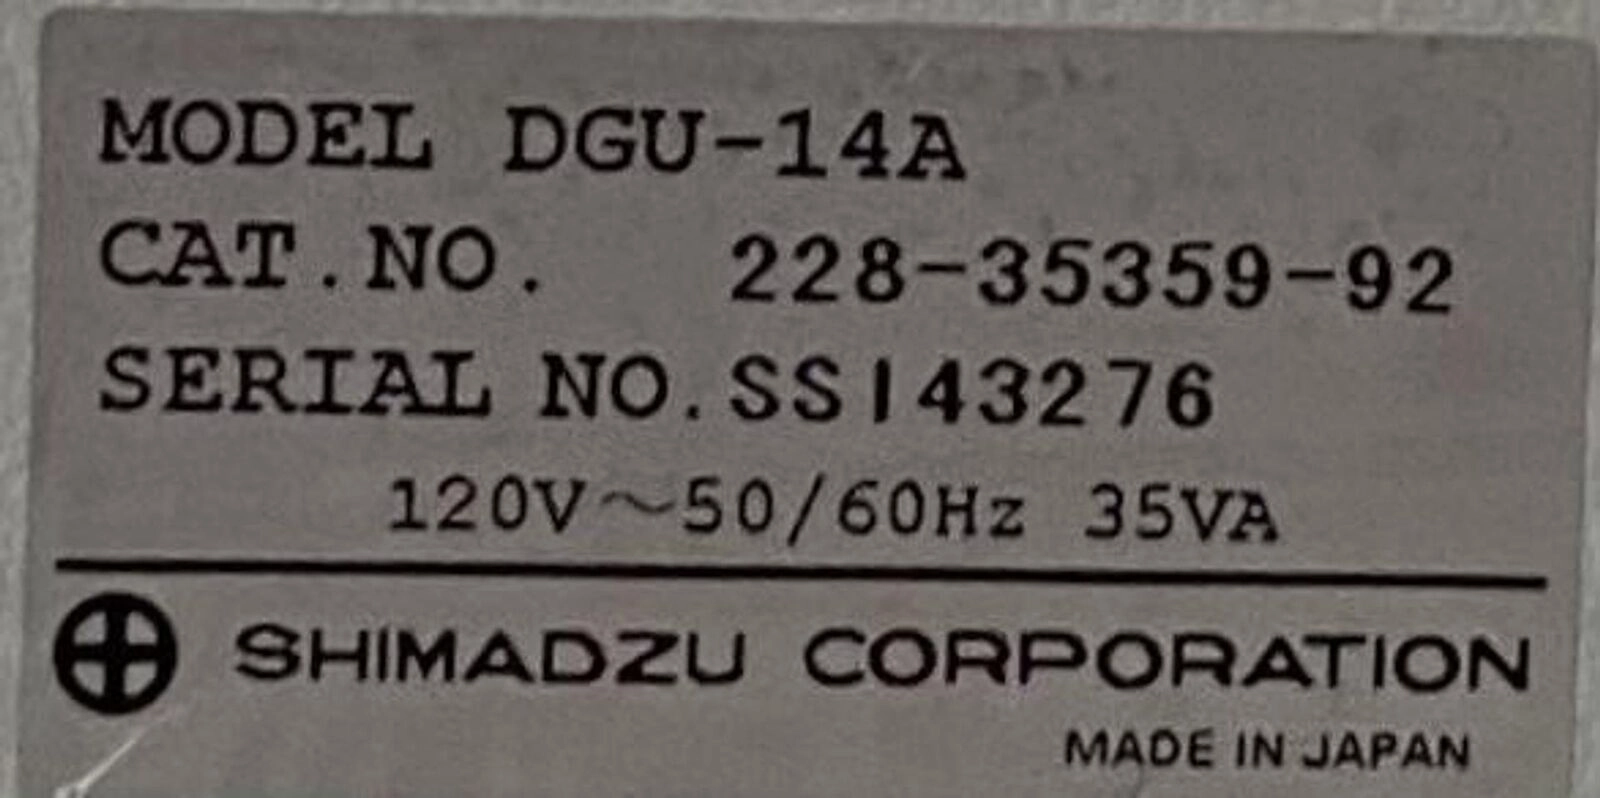 MODEL DGU-14A
CAT.NO. 228-35359-92
SERIAL NO.SS143276
120V~50/60Hz 35VA
SHIMADZU CORPORATION
MADE IN JAPAN